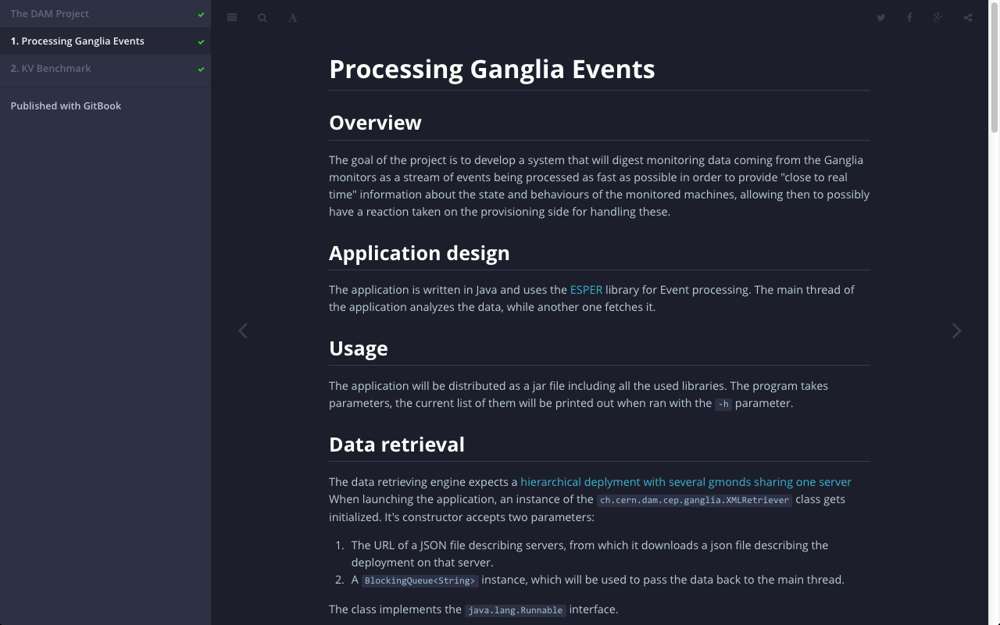 The DAM Project
1. Processing Ganglia Events
2. KV Benchmark
Published with GitBook
A
Processing Ganglia Events
Overview
The goal of the project is to develop a system that will digest monitoring data coming from the Ganglia
monitors as a stream of events being processed as fast as possible in order to provide "close to real
time" information about the state and behaviours of the monitored machines, allowing then to possibly
have a reaction taken on the provisioning side for handling these.
Application design
The application is written in Java and uses the ESPER library for Event processing. The main thread of
the application analyzes the data, while another one fetches it.
Usage
The application will be distributed as a jar file including all the used libraries. The program takes
parameters, the current list of them will be printed out when ran with the -h parameter.
Data retrieval
The data retrieving engine expects a hierarchical deplyment with several gmonds sharing one server
When launching the application, an instance of the ch.cern.dam.cep.ganglia.XMLRetriever class gets
initialized. It's constructor accepts two parameters:
1. The URL of a JSON file describing servers, from which it downloads a json file describing the
deployment on that server.
2. A BlockingQueue<String> instance, which will be used to pass the data back to the main thread.
The class implements the java.lang.Runnable interface.